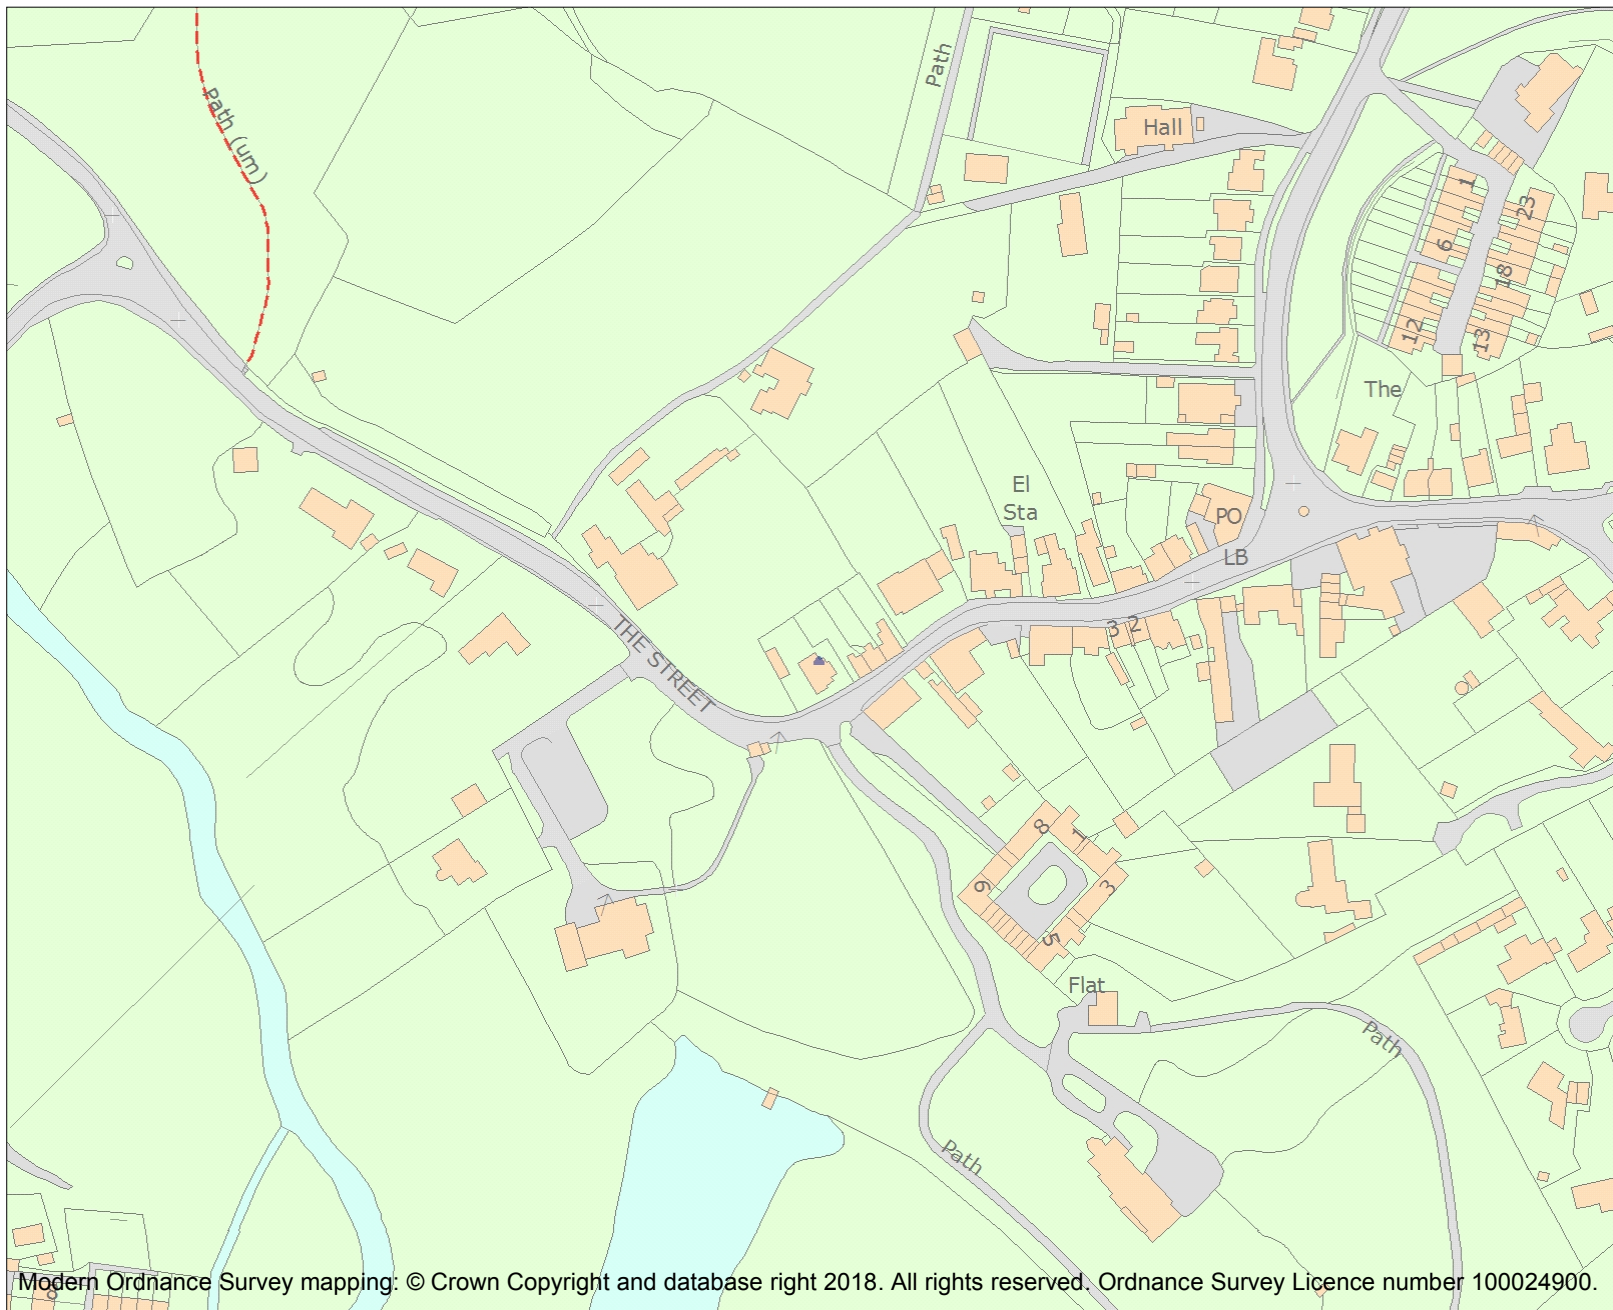 Path
Path (um)
Hall
1
23
6
18
12
13
The
El
Sta
PO
LB
3 2
THE STREET
8
1
6
3
5
Flat
Path
Path
8
Modern Ordnance Survey mapping: © Crown Copyright and database right 2018. All rights reserved. Ordnance Survey Licence number 100024900.